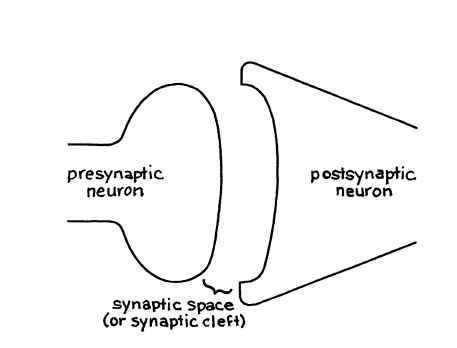 presynaptic
neuron
postsynaptic
neuron
synaptic space
(or synaptic cleft)